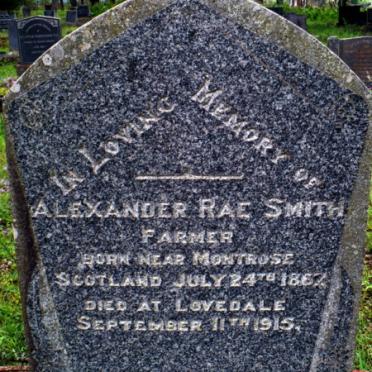 In Loving Memory of
Alexander Rae Smith
Farmer
Born near Montrose
Scotland July 24th 1867
Died at Lovedale
September 11th 1915.